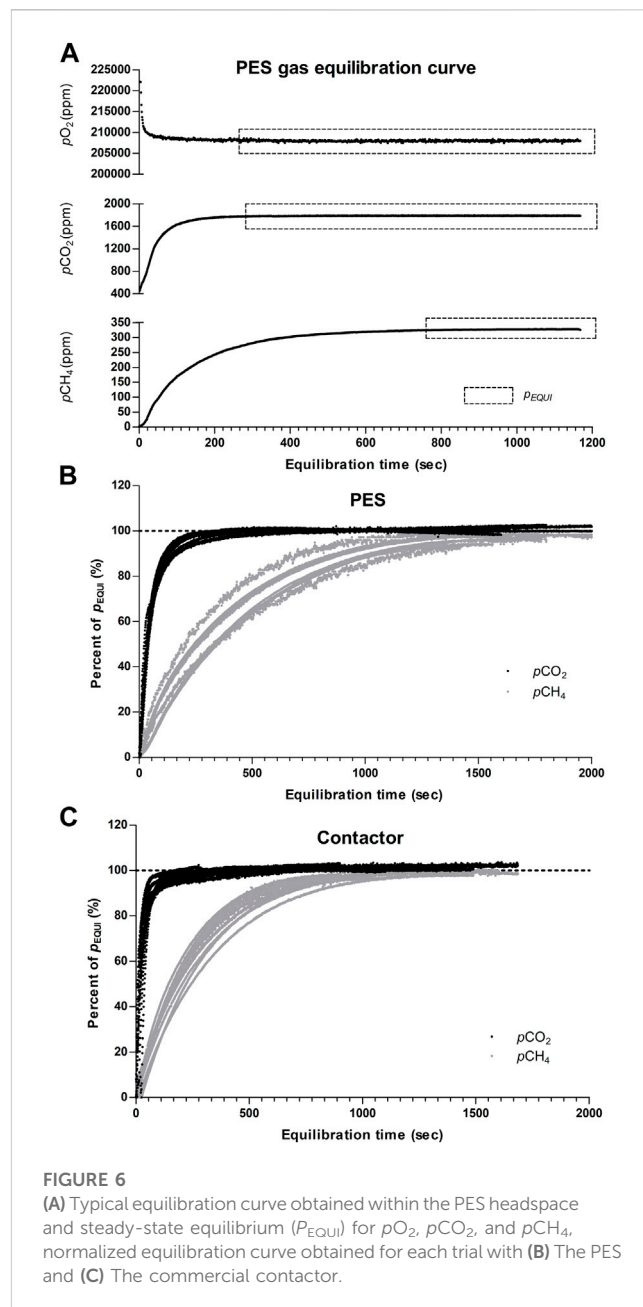 A
PES gas equilibration curve
pO₂(ppm)
225000
220000
215000
210000
205000
200000
pCO₂(ppm)
2000
1600
1200
800
400
pCH₄(ppm)
350
300
250
200
150
100
50
0
p_EQUI
0 200 400 600 800 1000 1200
Equilibration time (sec)
B
PES
Percent of p_EQUI (%)
120
100
80
60
40
20
0
pCO₂
pCH₄
0 500 1000 1500 2000
Equilibration time (sec)
C
Contactor
Percent of p_EQUI (%)
120
100
80
60
40
20
0
pCO₂
pCH₄
0 500 1000 1500 2000
Equilibration time (sec)
FIGURE 6
(A) Typical equilibration curve obtained within the PES headspace
and steady-state equilibrium (P_EQUI) for pO₂, pCO₂, and pCH₄,
normalized equilibration curve obtained for each trial with (B) The PES
and (C) The commercial contactor.